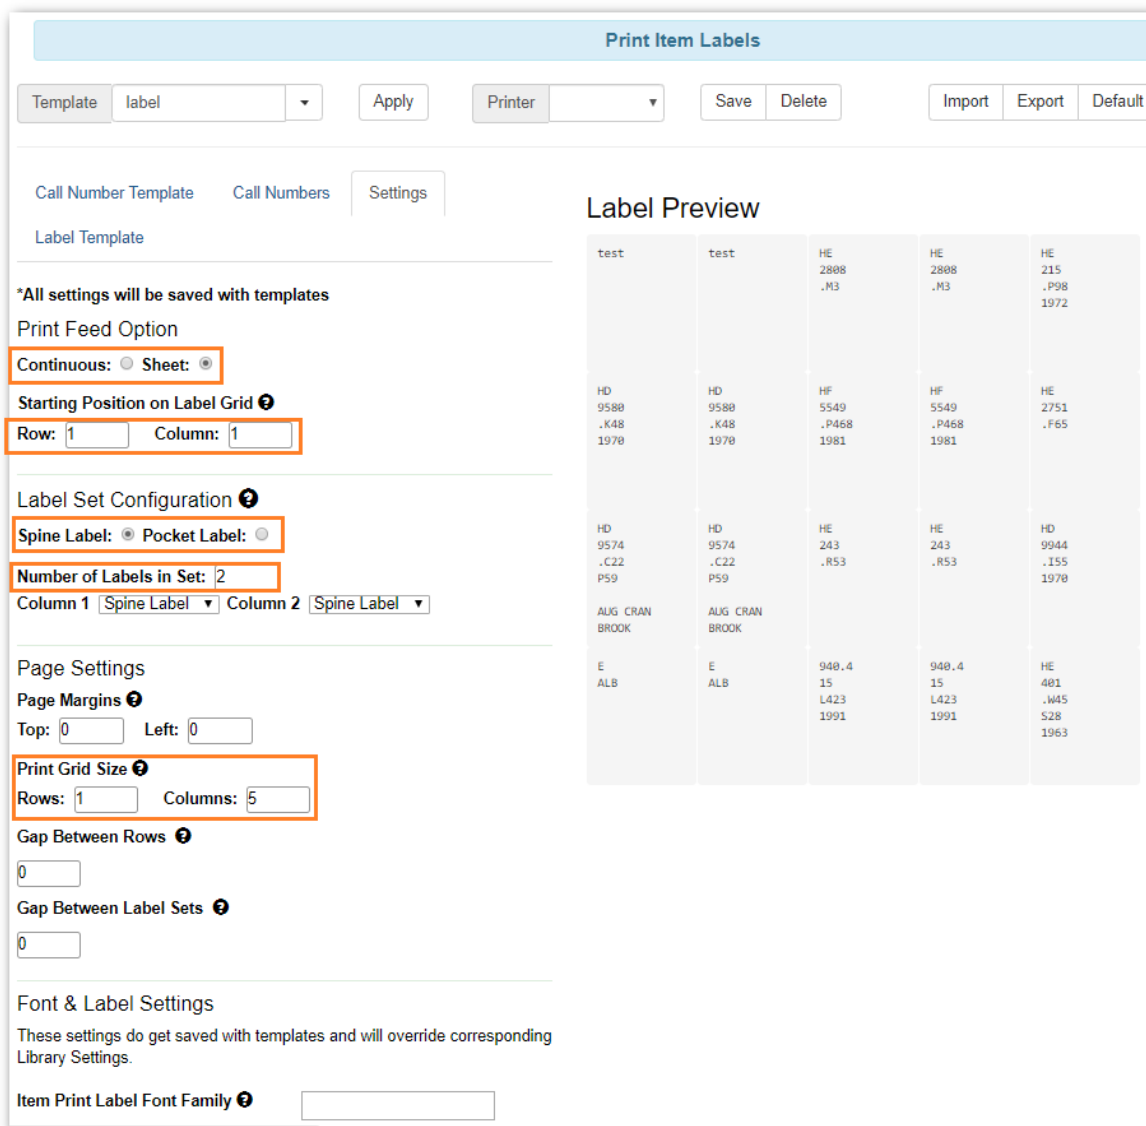 Print Item Labels
Template label Apply Printer Save Delete Import Export Default
Call Number Template Call Numbers Settings
Label Template
*All settings will be saved with templates
Print Feed Option
Continuous: Sheet:
Starting Position on Label Grid ?
Row: 1 Column: 1
Label Set Configuration ?
Spine Label: Pocket Label:
Number of Labels in Set: 2
Column 1 Spine Label Column 2 Spine Label
Page Settings
Page Margins ?
Top: 0 Left: 0
Print Grid Size ?
Rows: 1 Columns: 5
Gap Between Rows ?
0
Gap Between Label Sets ?
0
Font & Label Settings
These settings do get saved with templates and will override corresponding
Library Settings.
Item Print Label Font Family ?
Label Preview
test test HE HE HE
2808 2808 215
.M3 .M3 .P98
1972
HD HD HF HF HE
9580 9580 5549 5549 2751
.K48 .K48 .P468 .P468 .F65
1970 1970 1981 1981
HD HD HE HE HD
9574 9574 243 243 9944
.C22 .C22 .R53 .R53 .I55
P59 P59 1970
AUG CRAN AUG CRAN
BROOK BROOK
E E 940.4 940.4 HE
ALB ALB 15 15 401
L423 L423 .W45
1991 1991 S28
1963